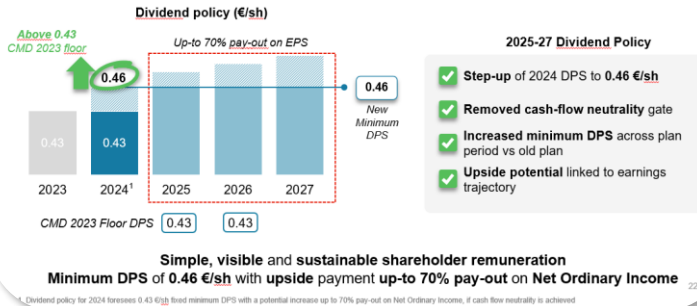 Dividend policy (€/sh)
Above 0.43
CMD 2023 floor
Up-to 70% pay-out on EPS
0.46
0.46
New
Minimum
DPS
0.43
0.43
2023
2024¹
2025
2026
2027
CMD 2023 Floor DPS
0.43
0.43
2025-27 Dividend Policy
Step-up of 2024 DPS to 0.46 €/sh
Removed cash-flow neutrality gate
Increased minimum DPS across plan
period vs old plan
Upside potential linked to earnings
trajectory
Simple, visible and sustainable shareholder remuneration
Minimum DPS of 0.46 €/sh with upside payment up-to 70% pay-out on Net Ordinary Income
22
1. Dividend policy for 2024 foresees 0.43 €/sh fixed minimum DPS with a potential increase up to 70% pay-out on Net Ordinary Income, if cash flow neutrality is achieved